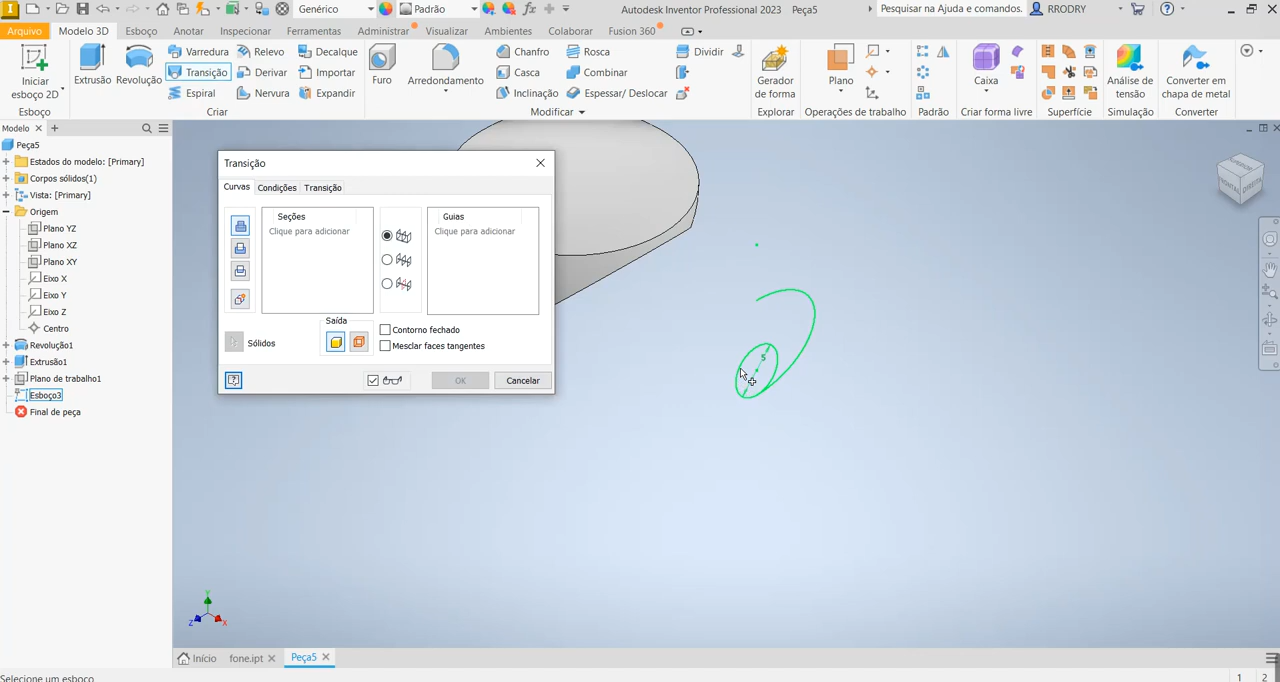 Genérico
Padrão
fx
Autodesk Inventor Professional 2023 Peça5
Pesquisar na Ajuda e comandos.
RRODRY
Arquivo
Modelo 3D
Esboço
Anotar
Inspecionar
Ferramentas
Administrar
Visualizar
Ambientes
Colaborar
Fusion 360
Iniciar
esboço 2D
Esboço
Extrusão
Revolução
Varredura
Transição
Espiral
Relevo
Derivar
Nervura
Decalque
Importar
Expandir
Criar
Furo
Arredondamento
Chanfro
Casca
Inclinação
Rosca
Combinar
Espessar/ Deslocar
Dividir
Modificar
Gerador
de forma
Explorar
Plano
Operações de trabalho
Padrão
Caixa
Criar forma livre
Superfície
Análise de
tensão
Simulação
Converter em
chapa de metal
Converter
Modelo
Peça5
Estados do modelo: [Primary]
Corpos sólidos(1)
Vista: [Primary]
Origem
Plano YZ
Plano XZ
Plano XY
Eixo X
Eixo Y
Eixo Z
Centro
Revolução1
Extrusão1
Plano de trabalho1
Esboço3
Final de peça
Transição
Curvas
Condições
Transição
Seções
Clique para adicionar
Guias
Clique para adicionar
Sólidos
Saída
Contorno fechado
Mesclar faces tangentes
OK
Cancelar
5
FRONTAL
DIREITA
Y
Z
X
Início
fone.ipt
Peça5
Selecione um esboço
1
2